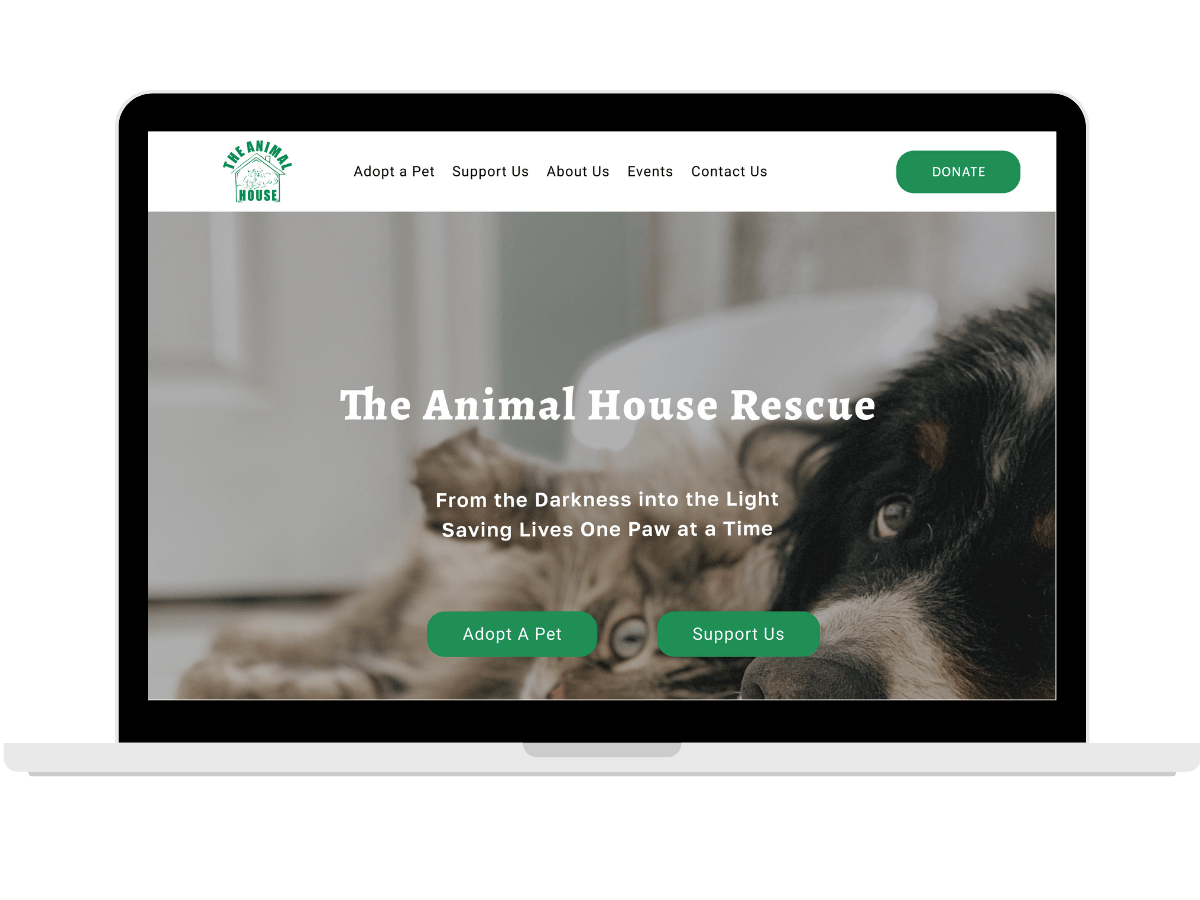 THE ANIMAL
HOUSE
Adopt a Pet Support Us About Us Events Contact Us
DONATE
The Animal House Rescue
From the Darkness into the Light
Saving Lives One Paw at a Time
Adopt A Pet Support Us